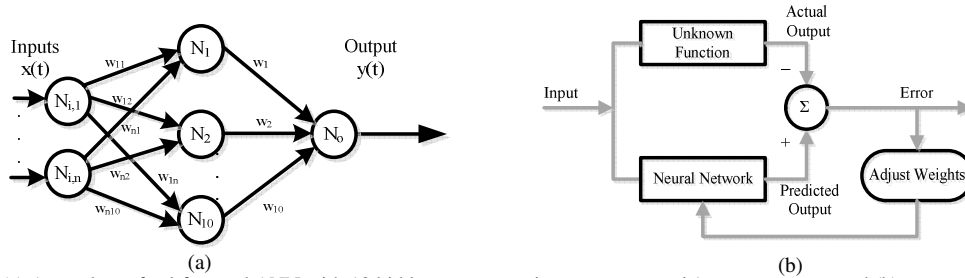 Inputs
x(t)
N1
Output
y(t)
w11
w1
Ni,1
w12
wn1
N2
w2
No
Ni,n
wn2
w1n
wn10
w10
N10
(a)
Actual
Output
Unknown
Function
−
Input
Σ
Error
+
Neural Network
Predicted
Output
Adjust Weights
(b)